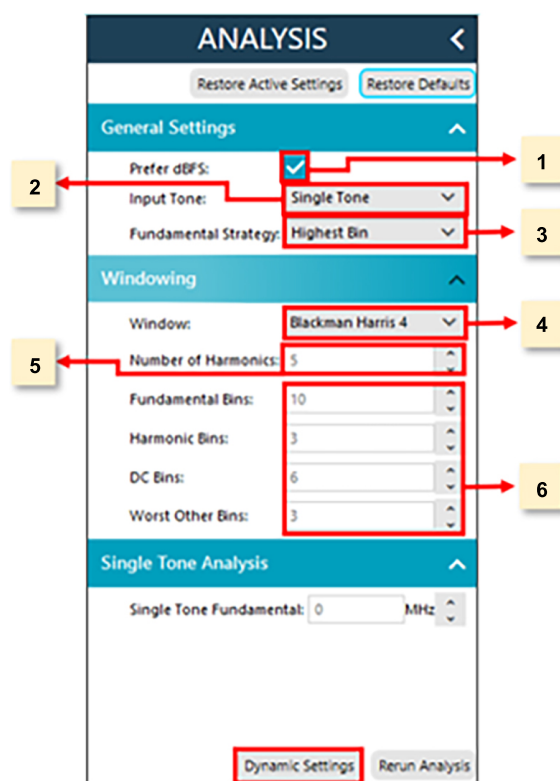 ANALYSIS
Restore Active Settings
Restore Defaults
General Settings
Prefer dBFS:
1
2
Input Tone:
Single Tone
Fundamental Strategy:
Highest Bin
3
Windowing
Window:
Blackman Harris 4
4
5
Number of Harmonics:
5
Fundamental Bins:
10
Harmonic Bins:
3
DC Bins:
6
6
Worst Other Bins:
3
Single Tone Analysis
Single Tone Fundamental:
0
MHz
Dynamic Settings
Rerun Analysis